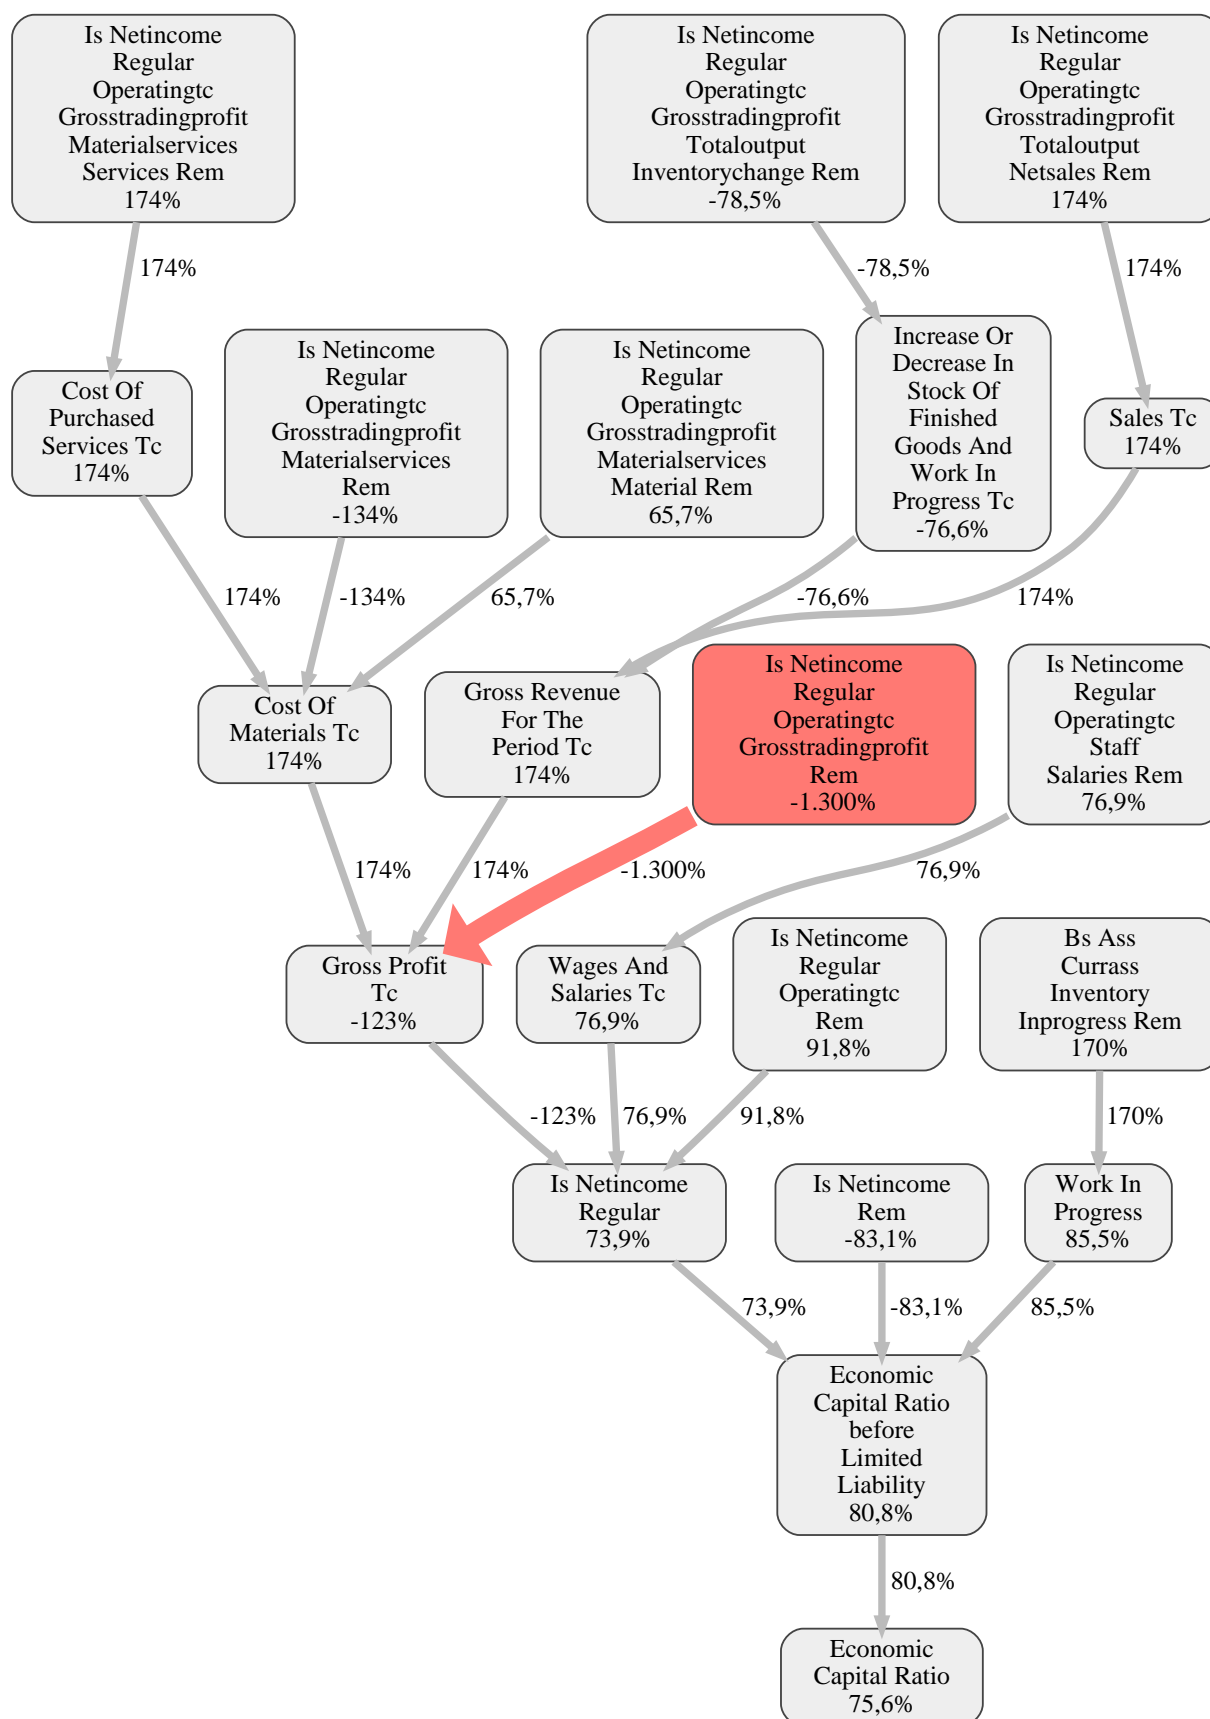 Is Netincome
Regular
Operatingtc
Grosstradingprofit
Materialservices
Services Rem
174%
Is Netincome
Regular
Operatingtc
Grosstradingprofit
Totaloutput
Inventorychange Rem
-78,5%
Is Netincome
Regular
Operatingtc
Grosstradingprofit
Totaloutput
Netsales Rem
174%
174%
-78,5%
174%
Cost Of
Purchased
Services Tc
174%
Is Netincome
Regular
Operatingtc
Grosstradingprofit
Materialservices
Rem
-134%
Is Netincome
Regular
Operatingtc
Grosstradingprofit
Materialservices
Material Rem
65,7%
Increase Or
Decrease In
Stock Of
Finished
Goods And
Work In
Progress Tc
-76,6%
Sales Tc
174%
174%
-134%
65,7%
-76,6%
174%
Cost Of
Materials Tc
174%
Gross Revenue
For The
Period Tc
174%
Is Netincome
Regular
Operatingtc
Grosstradingprofit
Rem
-1.300%
Is Netincome
Regular
Operatingtc
Staff
Salaries Rem
76,9%
174%
174%
-1.300%
76,9%
Gross Profit
Tc
-123%
Wages And
Salaries Tc
76,9%
Is Netincome
Regular
Operatingtc
Rem
91,8%
Bs Ass
Currass
Inventory
Inprogress Rem
170%
-123%
76,9%
91,8%
170%
Is Netincome
Regular
73,9%
Is Netincome
Rem
-83,1%
Work In
Progress
85,5%
73,9%
-83,1%
85,5%
Economic
Capital Ratio
before
Limited
Liability
80,8%
80,8%
Economic
Capital Ratio
75,6%